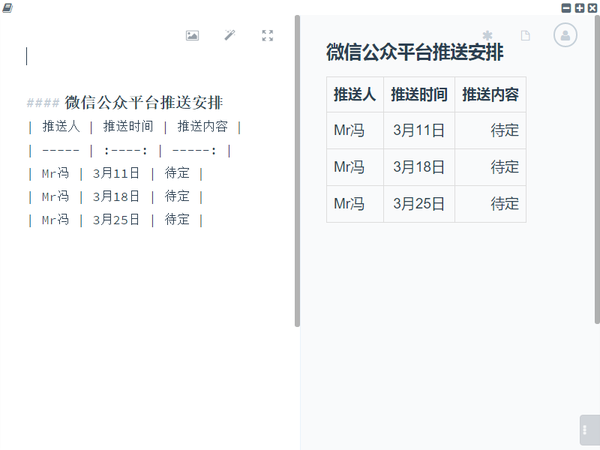 #### 微信公众平台推送安排
| 推送人 | 推送时间 | 推送内容 |
| ----- | :----: | -----: |
| Mr冯 | 3月11日 | 待定 |
| Mr冯 | 3月18日 | 待定 |
| Mr冯 | 3月25日 | 待定 |
微信公众平台推送安排
推送人 推送时间 推送内容
Mr冯 3月11日 待定
Mr冯 3月18日 待定
Mr冯 3月25日 待定